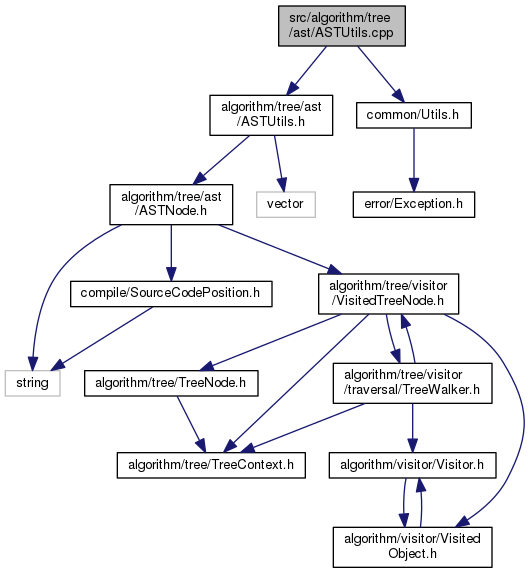 src/algorithm/tree
/ast/ASTUtils.cpp
algorithm/tree/ast
/ASTUtils.h
common/Utils.h
algorithm/tree/ast
/ASTNode.h
vector
error/Exception.h
compile/SourceCodePosition.h
algorithm/tree/visitor
/VisitedTreeNode.h
string
algorithm/tree/TreeNode.h
algorithm/tree/visitor
/traversal/TreeWalker.h
algorithm/tree/TreeContext.h
algorithm/visitor/Visitor.h
algorithm/visitor/Visited
Object.h